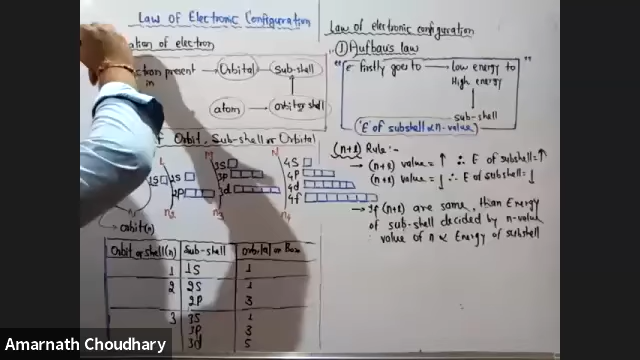 Law of Electronic Configuration
ation of electron
ctron present
in
Orbital
Sub-shell
atom
orbit or shell
of Orbit, Sub-shell or Orbital
L
M
N
1S
2S
2P
3S
3P
3d
4S
4P
4d
4f
n2
n3
n4
orbit(n)
Orbit or shell(n) Sub-shell orbital or Box
1 1S 1
2 2S 1
2P 3
3 3S 1
3P 3
3d 5
Law of electronic configuration
① Aufbaus law
"e⁻ firstly goes to → Low energy to "
High energy
sub-shell
('E' of subshell ∝ n-value)
(n+l) Rule:-
→ (n+l) value = ↑ ∴ E of subshell = ↑
(n+l) value = ↓ ∴ E of subshell = ↓
→ If (n+l) are same, than Energy
of sub-shell decided by n-value
∴ value of n ∝ Energy of subshell
Amarnath Choudhary